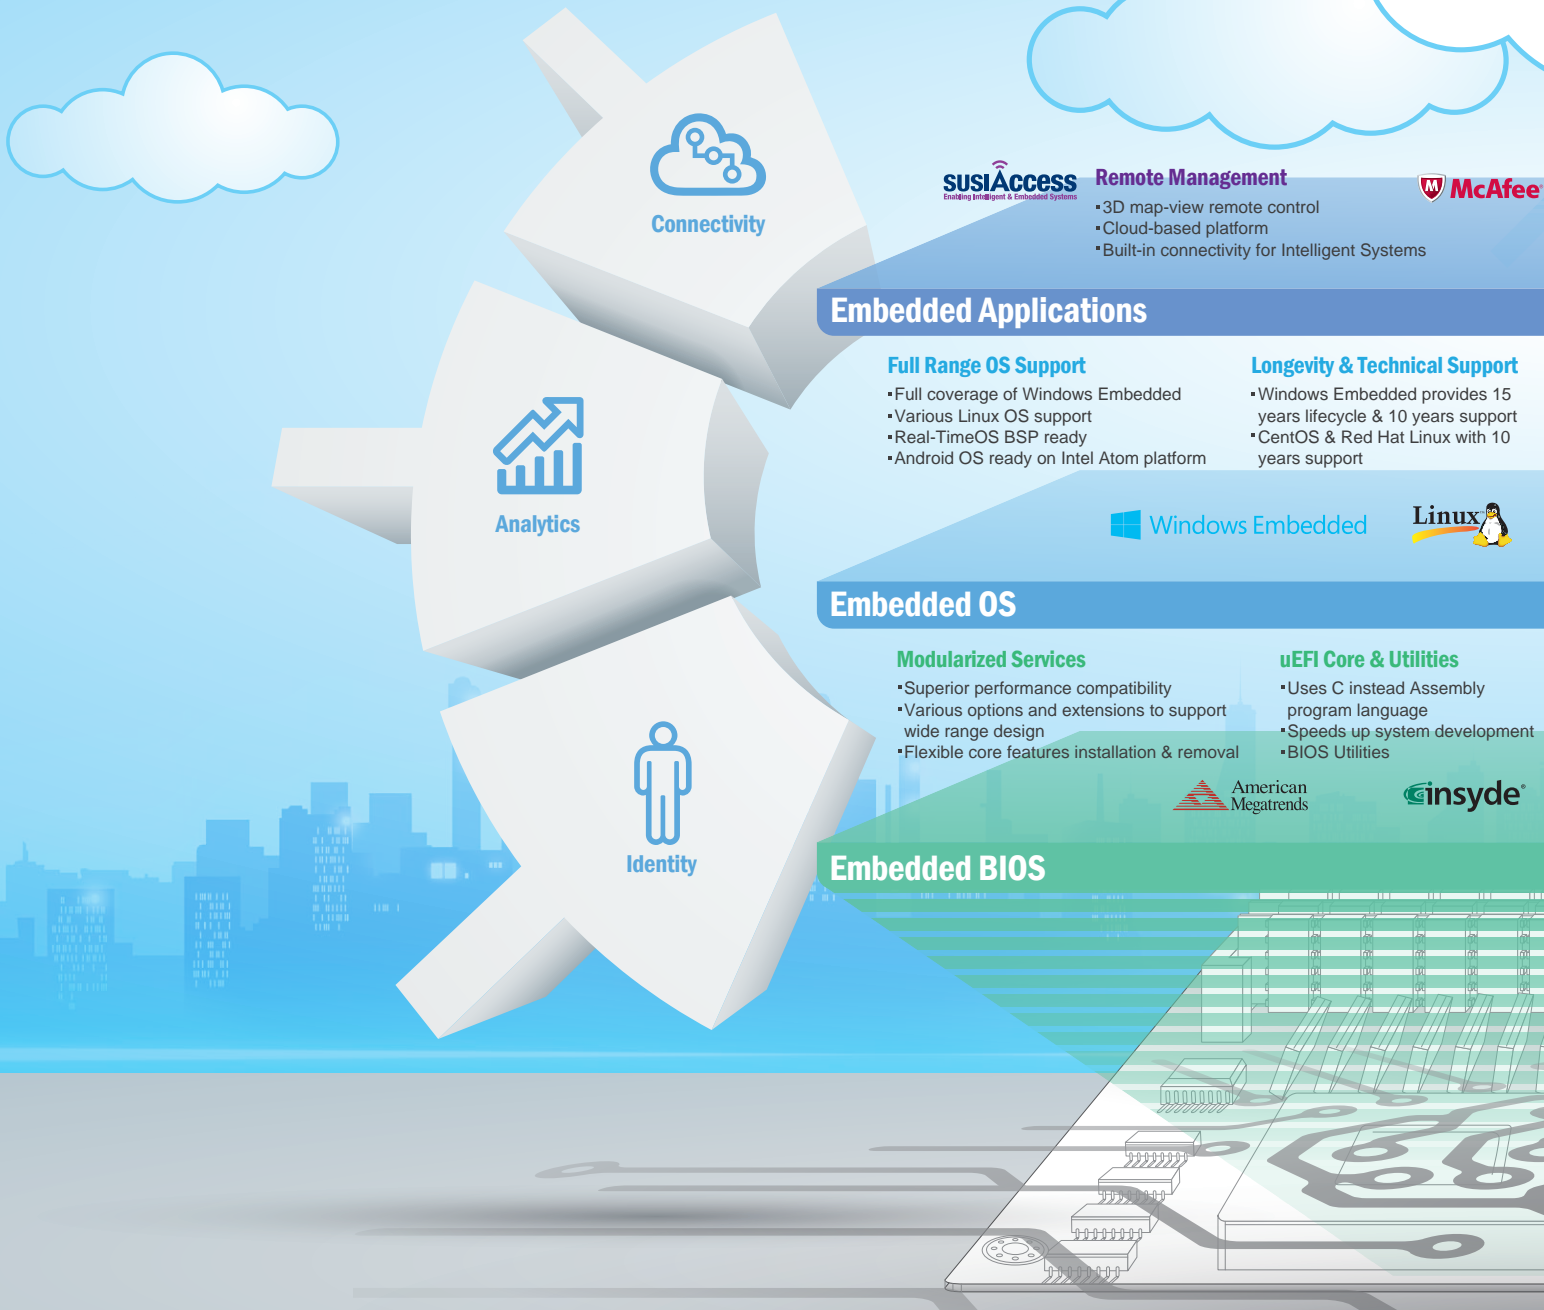 Connectivity
Analytics
Identity
SUSIAccess
Enabling Intelligent & Embedded Systems
Remote Management
3D map-view remote control
Cloud-based platform
Built-in connectivity for Intelligent Systems
McAfee
Embedded Applications
Full Range OS Support
Full coverage of Windows Embedded
Various Linux OS support
Real-TimeOS BSP ready
Android OS ready on Intel Atom platform
Longevity & Technical Support
Windows Embedded provides 15
years lifecycle & 10 years support
CentOS & Red Hat Linux with 10
years support
Windows Embedded
Linux
Embedded OS
Modularized Services
Superior performance compatibility
Various options and extensions to support
wide range design
Flexible core features installation & removal
uEFI Core & Utilities
Uses C instead Assembly
program language
Speeds up system development
BIOS Utilities
American
Megatrends
insyde®
Embedded BIOS